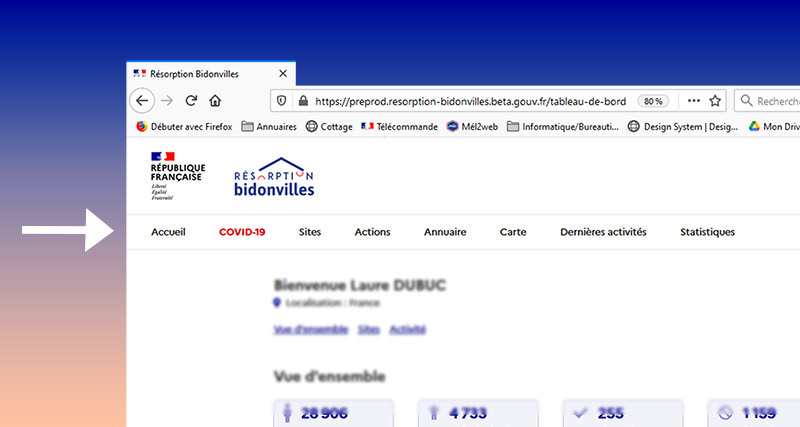 Résorption Bidonvilles
https://preprod.resorption-bidonvilles.beta.gouv.fr/tableau-de-bord 80 % Recherche
Débuter avec Firefox Annuaires Cottage Télécommande Mél2web Informatique/Bureauti... Design System | Desig... Mon Driv
RÉPUBLIQUE
FRANÇAISE
Liberté
Égalité
Fraternité
RÉSORPTION
bidonvilles
Accueil COVID-19 Sites Actions Annuaire Carte Dernières activités Statistiques
Bienvenue Laure DUBUC
Localisation : France
Vue d'ensemble Sites Activité
Vue d'ensemble
28 906 4 733 255 1 159